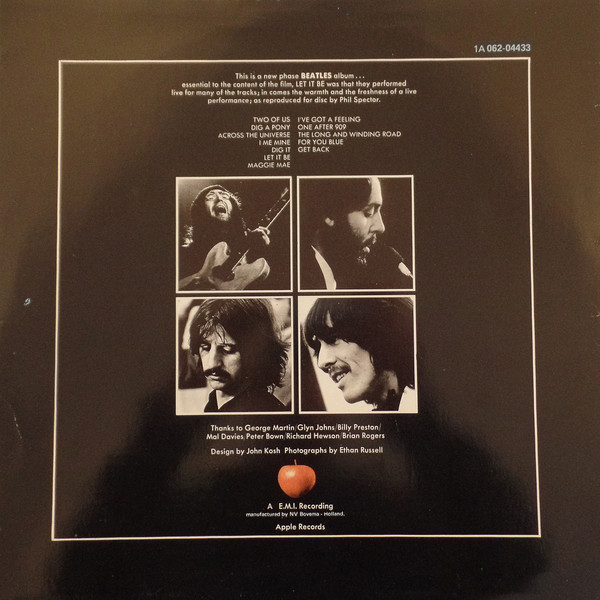 1A 062-04433
This is a new phase BEATLES album . . .
essential to the content of the film, LET IT BE was that they performed
live for many of the tracks; in comes the warmth and the freshness of a live
performance; as reproduced for disc by Phil Spector.
TWO OF US
DIG A PONY
ACROSS THE UNIVERSE
I ME MINE
DIG IT
LET IT BE
MAGGIE MAE
I'VE GOT A FEELING
ONE AFTER 909
THE LONG AND WINDING ROAD
FOR YOU BLUE
GET BACK
Thanks to George Martin/Glyn Johns/Billy Preston/
Mal Davies/Peter Bown/Richard Hewson/Brian Rogers
Design by John Kosh Photographs by Ethan Russell
A E.M.I. Recording
manufactured by NV Bovema - Holland.
Apple Records